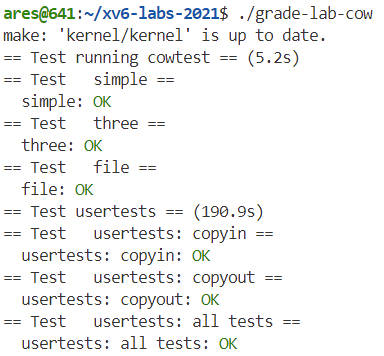 ares@641:~/xv6-labs-2021$ ./grade-lab-cow
make: 'kernel/kernel' is up to date.
== Test running cowtest == (5.2s)
== Test   simple ==
  simple: OK
== Test   three ==
  three: OK
== Test   file ==
  file: OK
== Test usertests == (190.9s)
== Test   usertests: copyin ==
  usertests: copyin: OK
== Test   usertests: copyout ==
  usertests: copyout: OK
== Test   usertests: all tests ==
  usertests: all tests: OK